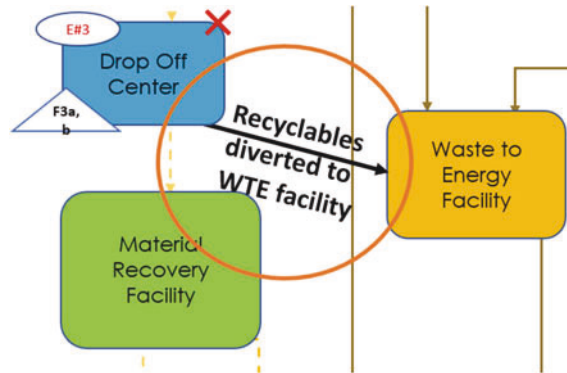 E#3
Drop Off
Center
F3a,
b
Recyclables
diverted to
WTE facility
Waste to
Energy
Facility
Material
Recovery
Facility